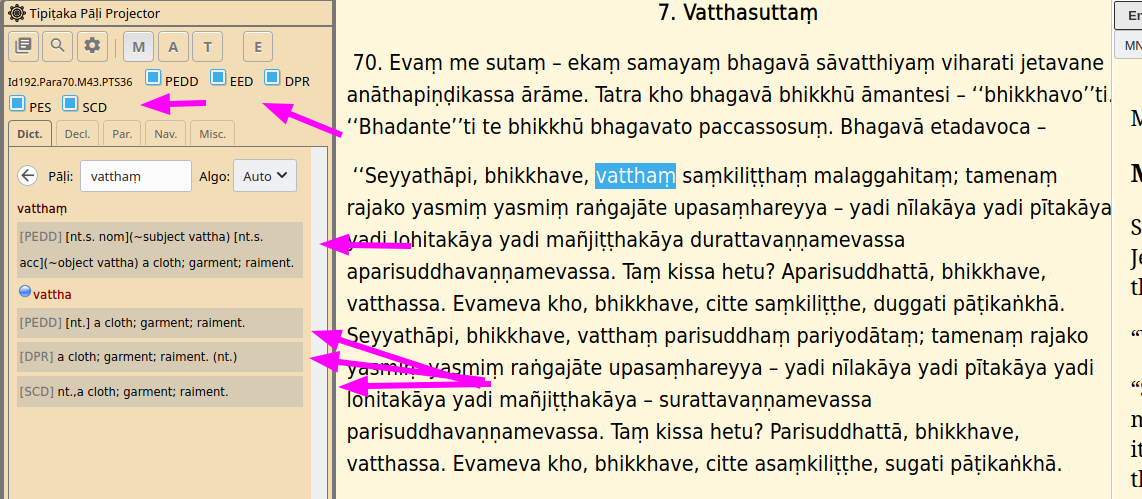 Tipiṭaka Pāḷi Projector
M A T E
Id192.Para70.M43.PTS36 PEDD EED DPR
PES SCD
Dict. Decl. Par. Nav. Misc.
Pāḷi: vatthaṃ Algo: Auto
vatthaṃ
[PEDD] [nt.s. nom](~subject vattha) [nt.s.
acc](~object vattha) a cloth; garment; raiment.
vattha
[PEDD] [nt.] a cloth; garment; raiment.
[DPR] a cloth; garment; raiment. (nt.)
[SCD] nt.,a cloth; garment; raiment.
7. Vatthasuttaṃ
70. Evaṃ me sutaṃ – ekaṃ samayaṃ bhagavā sāvatthiyaṃ viharati jetavane
anāthapiṇḍikassa ārāme. Tatra kho bhagavā bhikkhū āmantesi – ‘‘bhikkhavo’’ti.
‘‘Bhadante’’ti te bhikkhū bhagavato paccassosuṃ. Bhagavā etadavoca –
‘‘Seyyathāpi, bhikkhave, vatthaṃ saṃkiliṭṭhaṃ malaggahitaṃ; tamenaṃ
rajako yasmiṃ yasmiṃ raṅgajāte upasaṃhareyya – yadi nīlakāya yadi pītakāya
yadi lohitakāya yadi mañjiṭṭhakāya durattavaṇṇamevassa
aparisuddhavaṇṇamevassa. Taṃ kissa hetu? Aparisuddhattā, bhikkhave,
vatthassa. Evameva kho, bhikkhave, citte saṃkiliṭṭhe, duggati pāṭikaṅkhā.
Seyyathāpi, bhikkhave, vatthaṃ parisuddhaṃ pariyodātaṃ; tamenaṃ rajako
yasmiṃ yasmiṃ raṅgajāte upasaṃhareyya – yadi nīlakāya yadi pītakāya yadi
lohitakāya yadi mañjiṭṭhakāya – surattavaṇṇamevassa
parisuddhavaṇṇamevassa. Taṃ kissa hetu? Parisuddhattā, bhikkhave,
vatthassa. Evameva kho, bhikkhave, citte asaṃkiliṭṭhe, sugati pāṭikaṅkhā.
MN